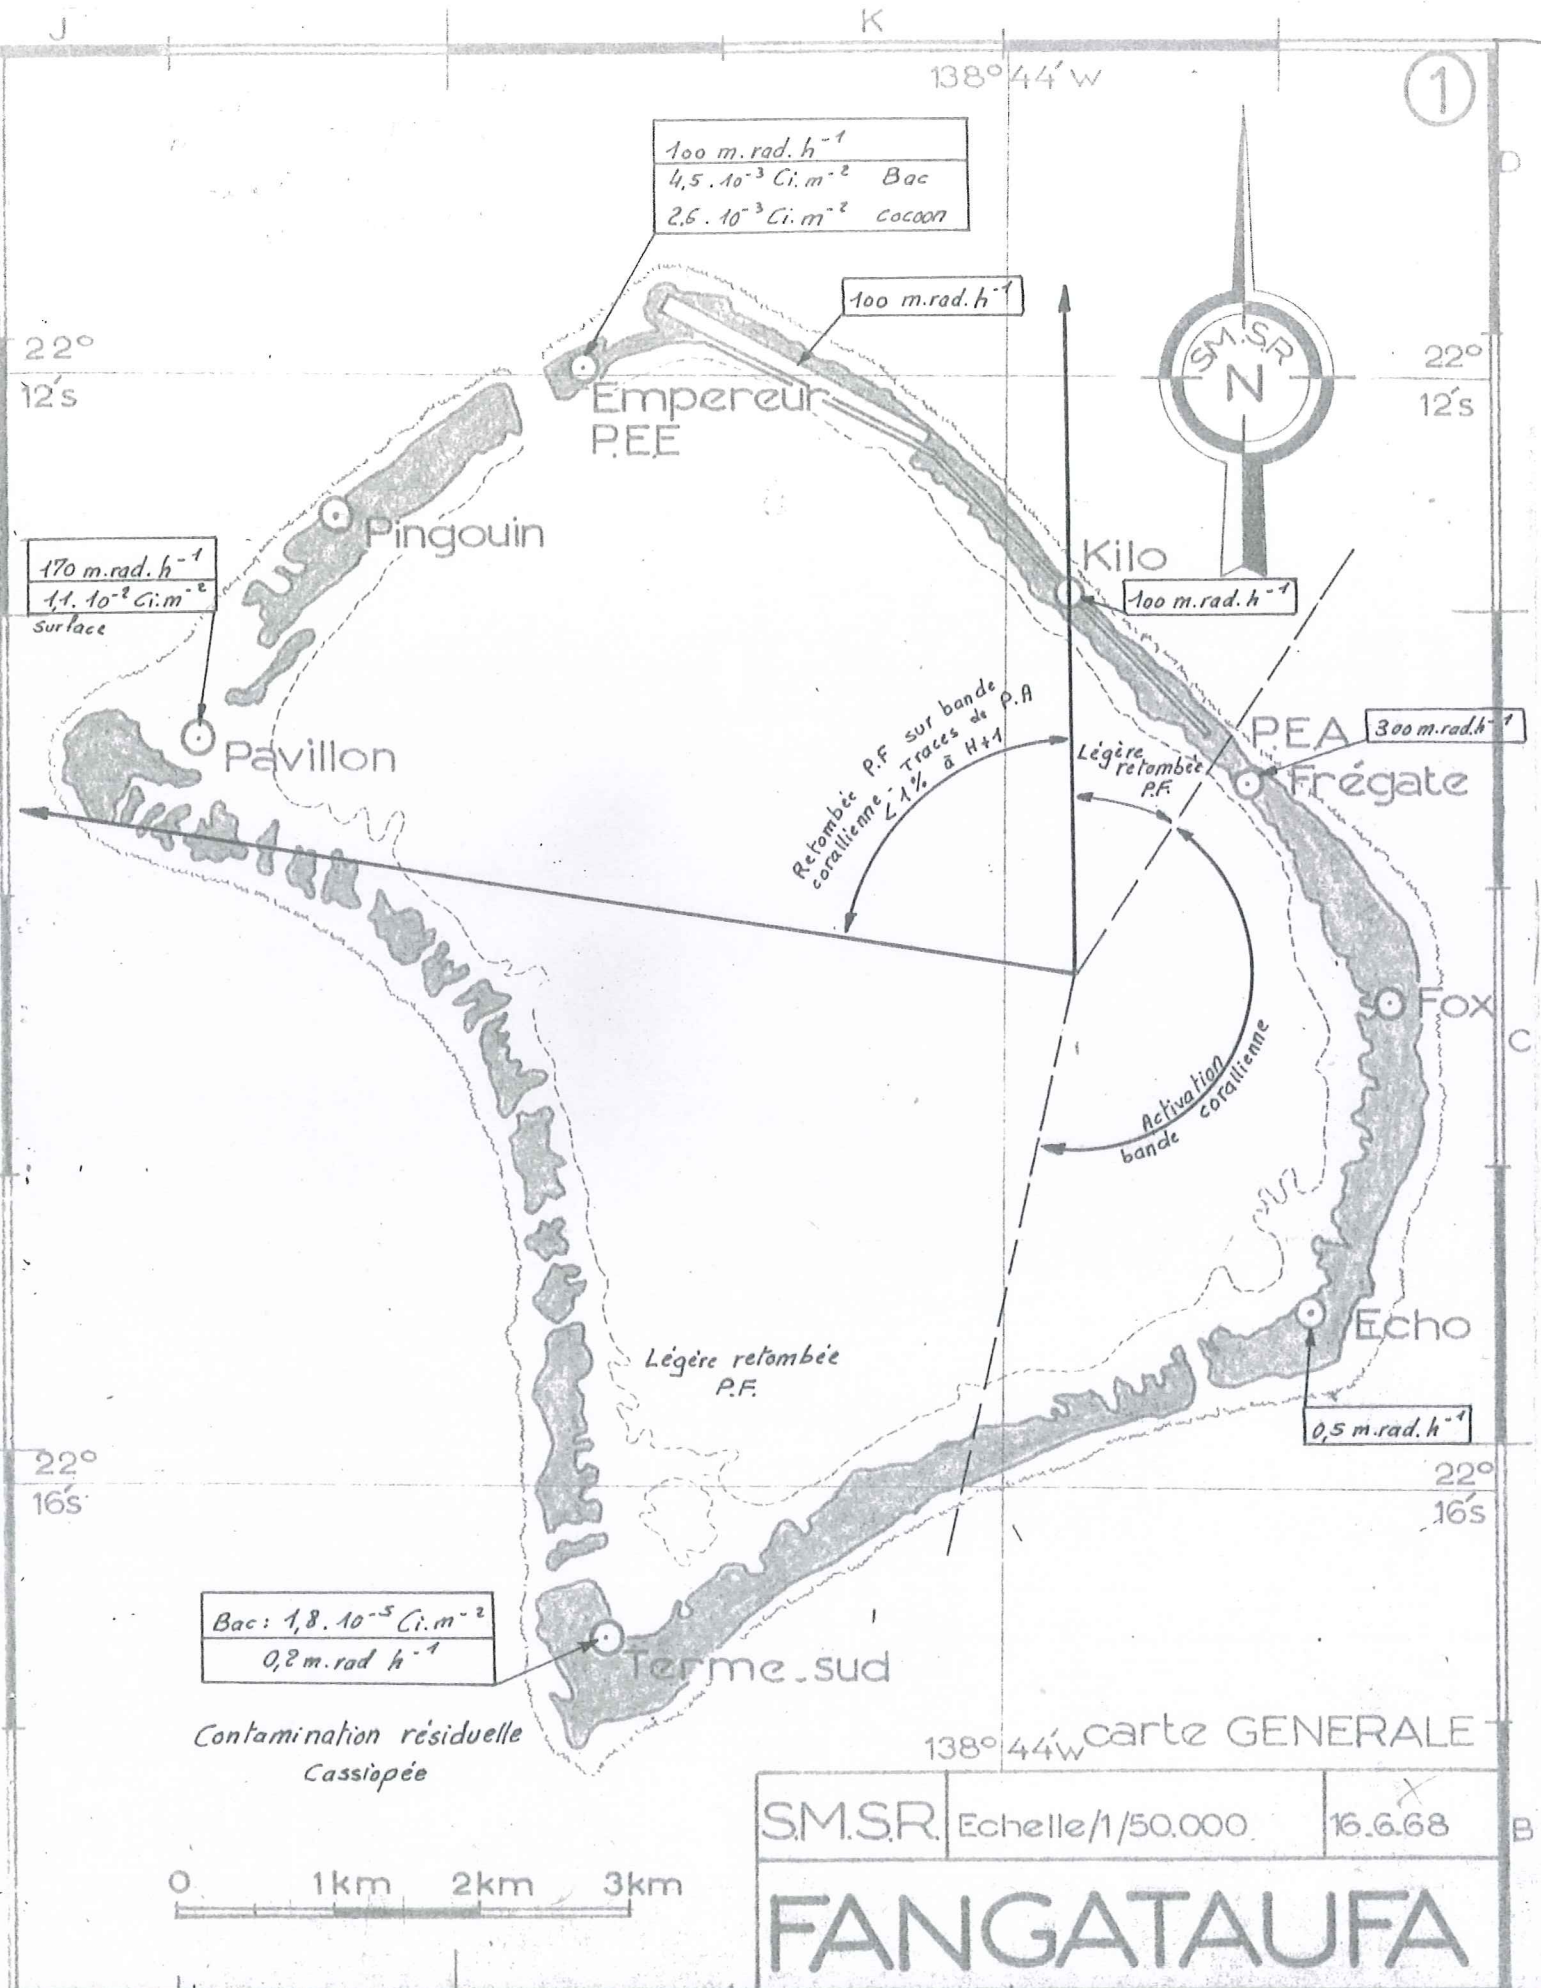 J
K
138° 44' W
1
D
100 m.rad.h⁻¹
4,5.10⁻³ Ci.m⁻² Bac
2,6.10⁻³ Ci.m⁻² cocoon
100 m.rad.h⁻¹
S.M.S.R
N
22°
12's
22°
12's
Empereur
P.E.E
Pingouin
Kilo
100 m.rad.h⁻¹
170 m.rad.h⁻¹
1,1.10⁻² Ci.m⁻²
surface
Pavillon
Retombée P.F sur bande
corallienne - Traces de P.A
<1% à H+1
Légère
retombée
P.F.
P.E.A
300 m.rad.h⁻¹
Frégate
Fox
C
Activation
bande corallienne
Echo
0,5 m.rad.h⁻¹
Légère retombée
P.F.
22°
16's
22°
16's
Bac: 1,8.10⁻⁵ Ci.m⁻²
0,2 m.rad h⁻¹
Terme-sud
Contamination résiduelle
Cassiopée
138° 44'w
carte GENERALE
S.M.S.R.
Echelle/1/50.000
16.6.68
B
0 1km 2km 3km
FANGATAUFA